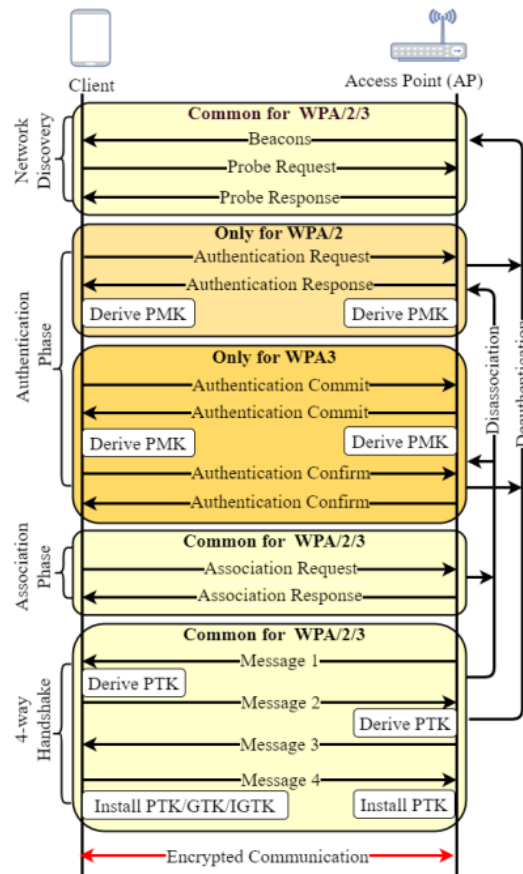 Client
Access Point (AP)
Network
Discovery
Common for WPA/2/3
Beacons
Probe Request
Probe Response
Authentication
Phase
Only for WPA/2
Authentication Request
Authentication Response
Derive PMK
Derive PMK
Only for WPA3
Authentication Commit
Authentication Commit
Derive PMK
Derive PMK
Authentication Confirm
Authentication Confirm
Disassociation
Deauthentication
Association
Phase
Common for WPA/2/3
Association Request
Association Response
4-way
Handshake
Common for WPA/2/3
Message 1
Derive PTK
Message 2
Derive PTK
Message 3
Message 4
Install PTK/GTK/IGTK
Install PTK
Encrypted Communication